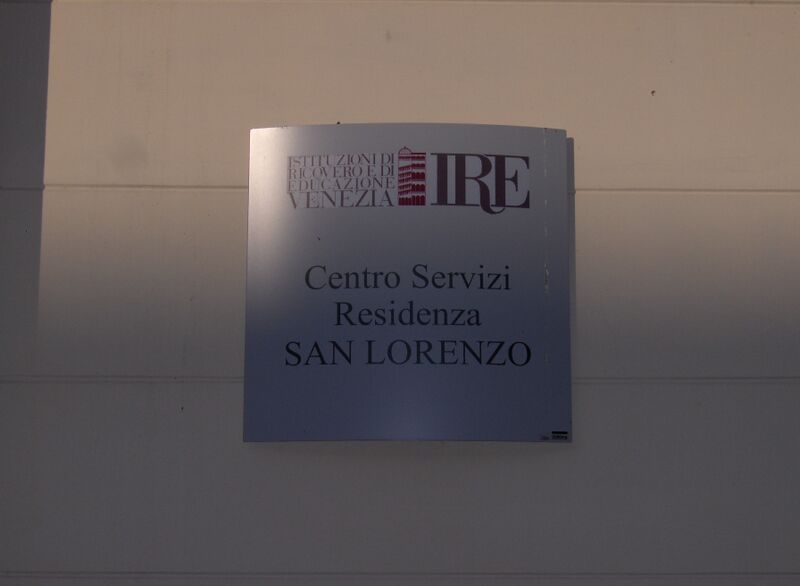 ISTITUZIONI DI
RICOVERO E DI
EDUCAZIONE
VENEZIA
IRE
Centro Servizi
Residenza
SAN LORENZO